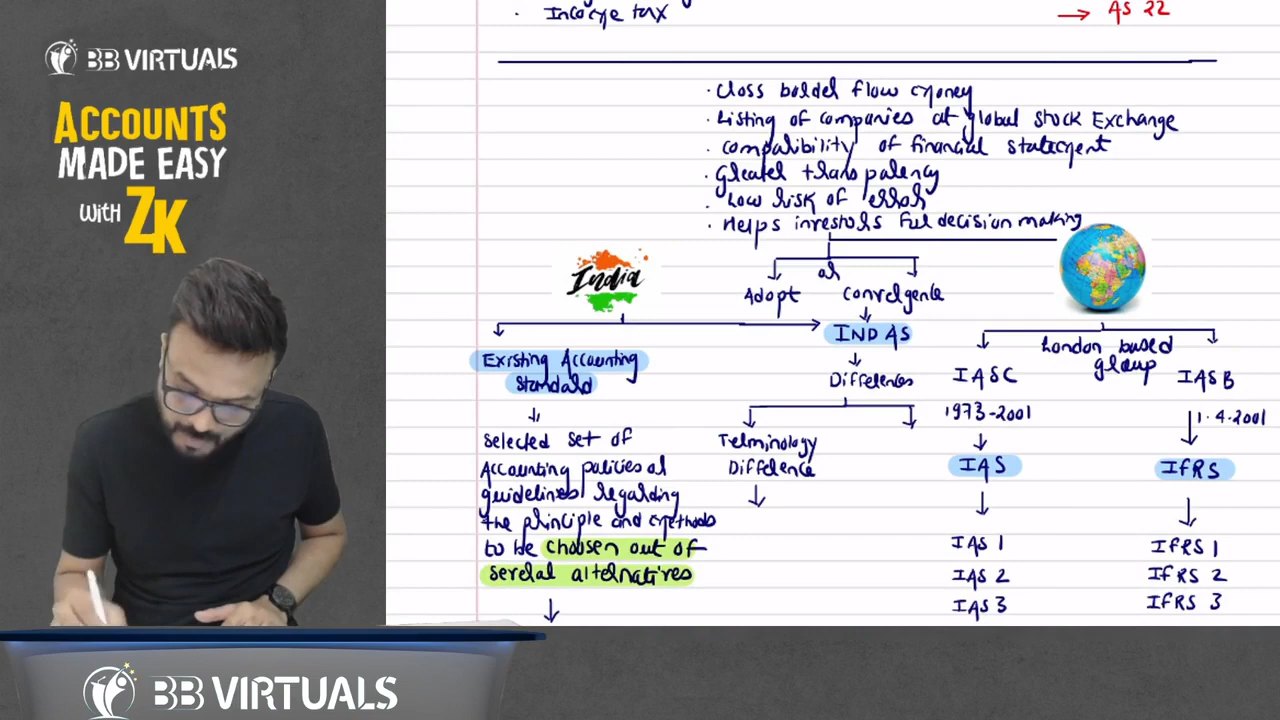 BB VIRTUALS
ACCOUNTS
MADE EASY
with ZK
BB VIRTUALS
· Income tax
→ AS 22
· Cross border flow money
· Listing of companies at global Stock Exchange
· compatibility of financial statement
· Greater transparency
· Low risk of error
· Helps investors for decision making
India
or
Adopt
Convergence
IND AS
Differences
Existing Accounting
Standard
Selected set of
Accounting policies or
guidelines regarding
the principle and methods
to be choosen out of
several alternatives
Terminology
Difference
London based
group
IASC
1973-2001
IAS
IAS 1
IAS 2
IAS 3
IASB
1.4.2001
IFRS
IFRS 1
IFRS 2
IFRS 3